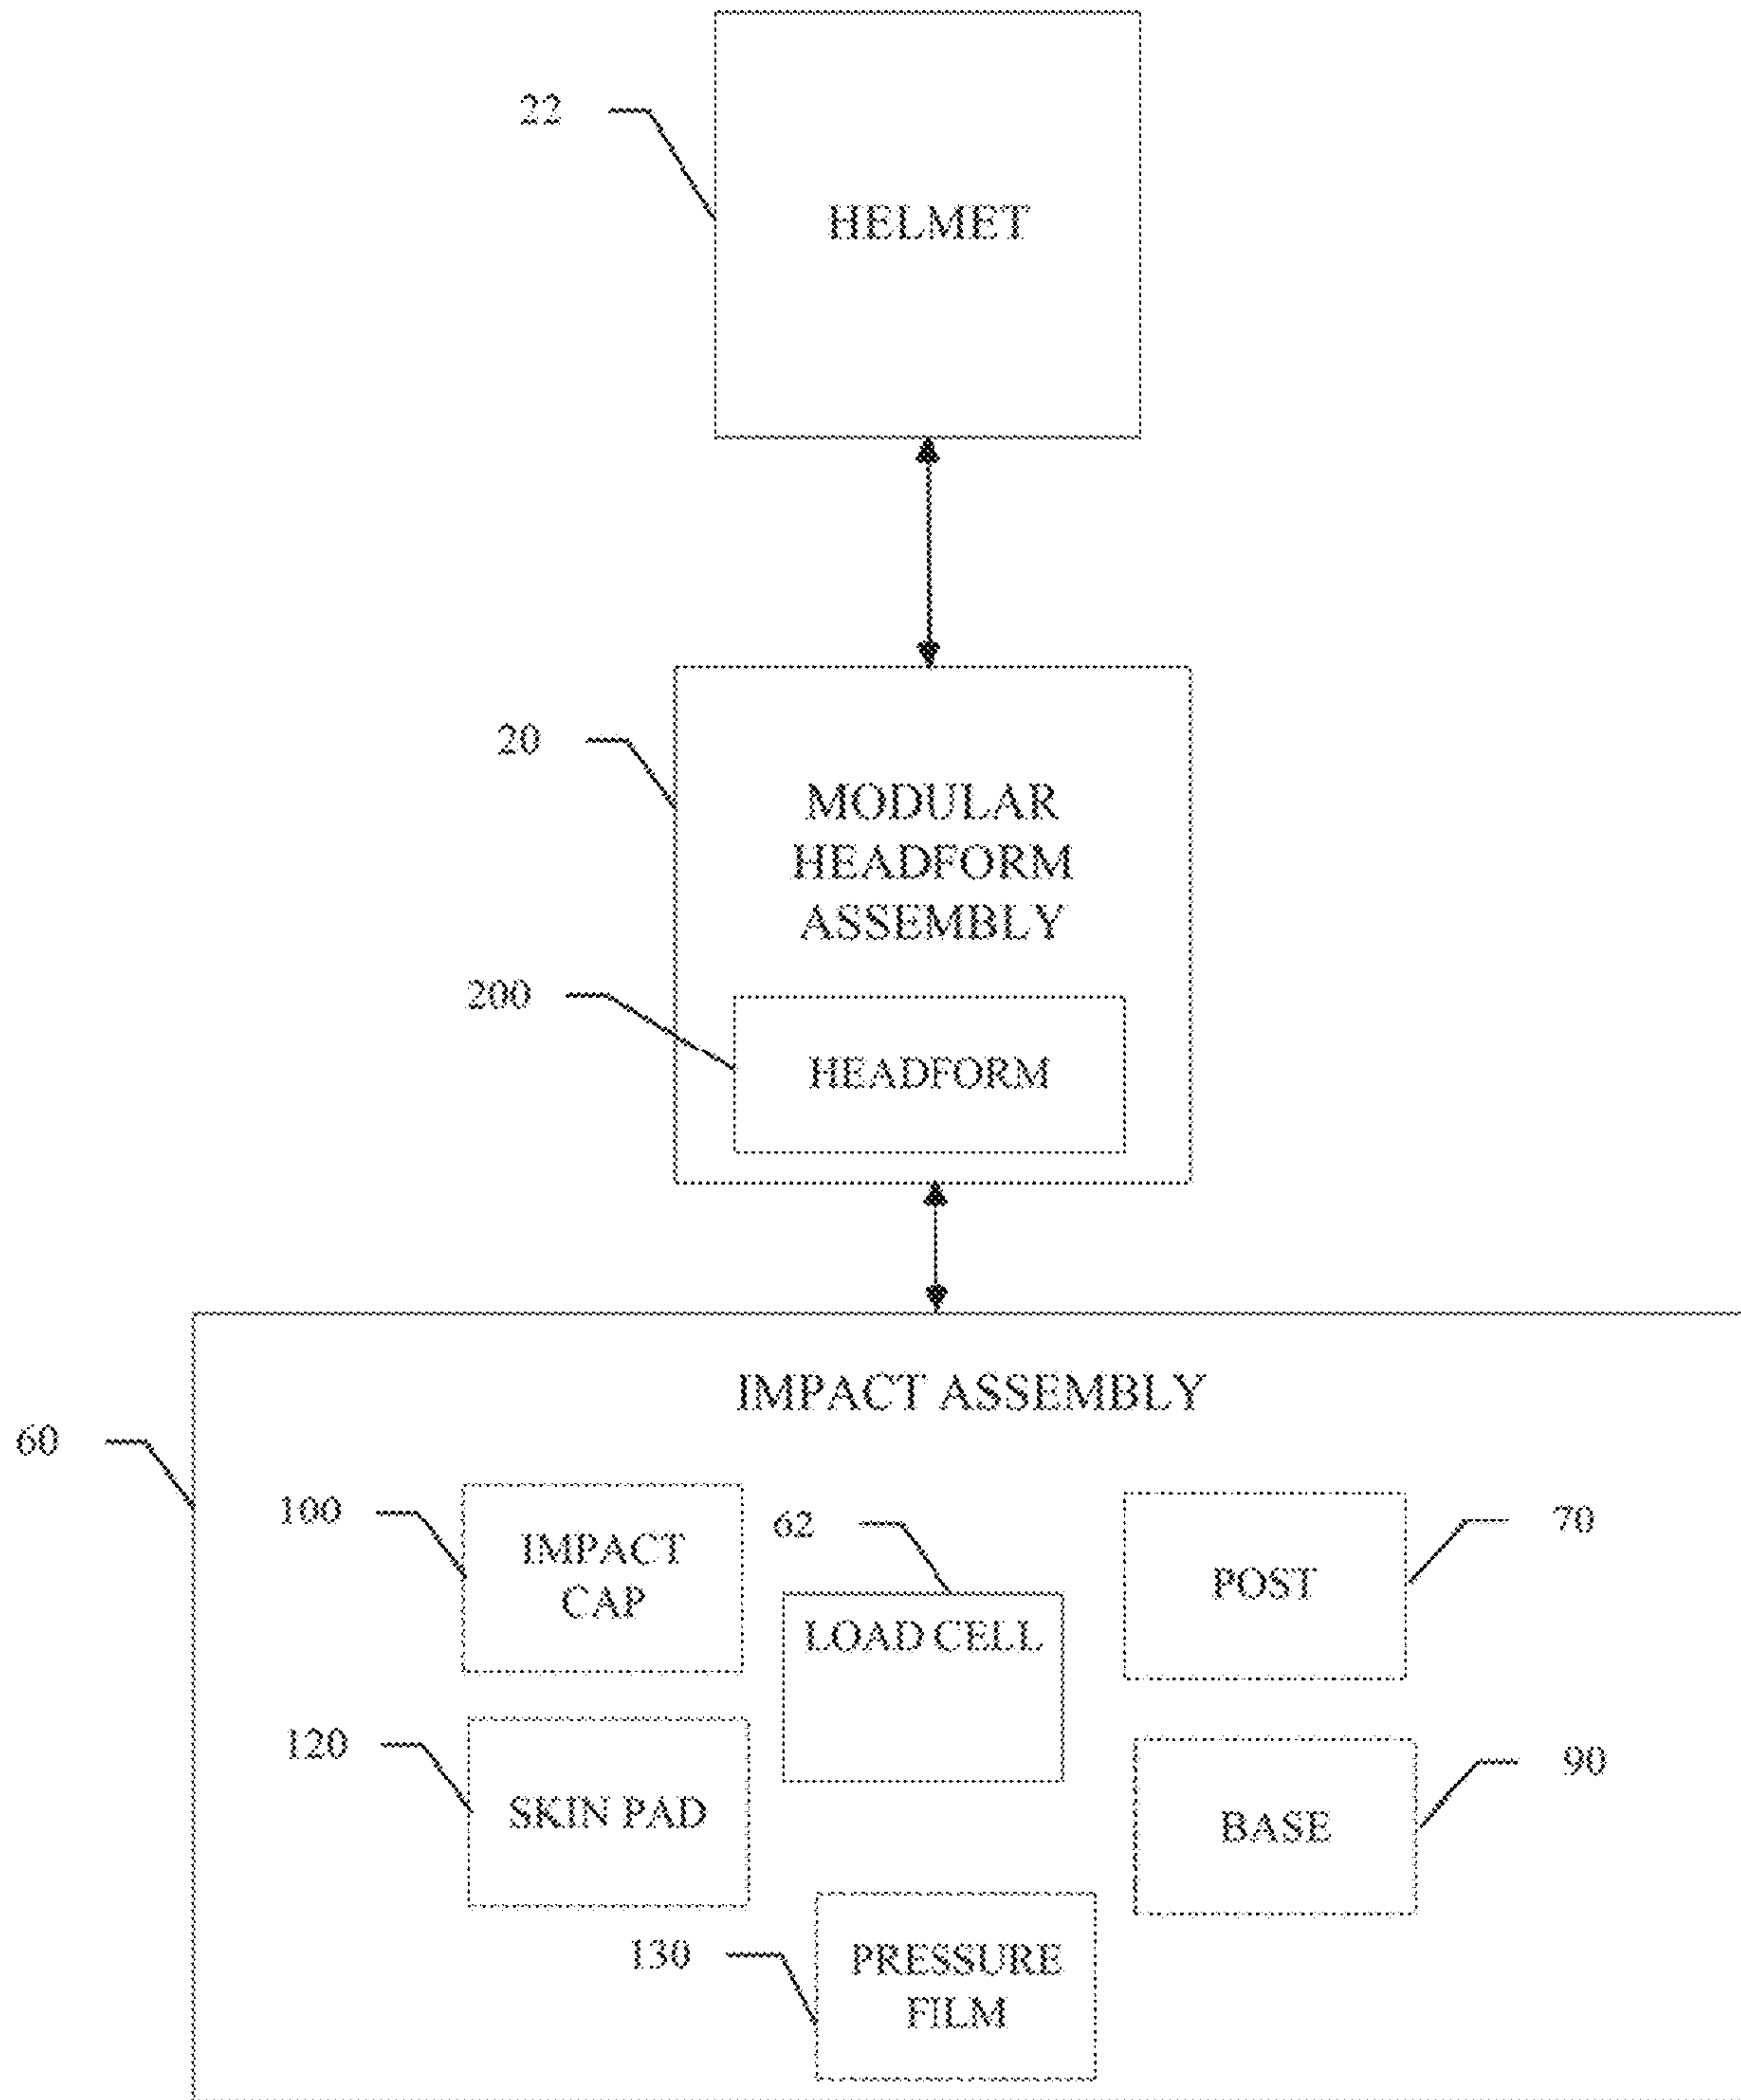 22
HELMET
20
MODULAR
HEADFORM
ASSEMBLY
200
HEADFORM
IMPACT ASSEMBLY
60
100
IMPACT
CAP
62
LOAD CELL
70
POST
120
SKIN PAD
90
BASE
130
PRESSURE
FILM